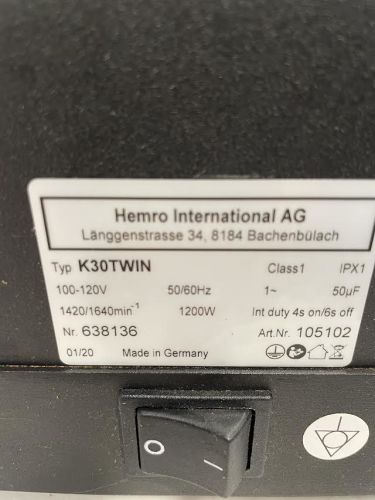 Hemro International AG
Länggenstrasse 34, 8184 Bachenbülach
Typ K30TWIN Class1 IPX1
100-120V 50/60Hz 1~ 50µF
1420/1640min⁻¹ 1200W Int duty 4s on/6s off
Nr. 638136 Art.Nr. 105102
01/20 Made in Germany
O I